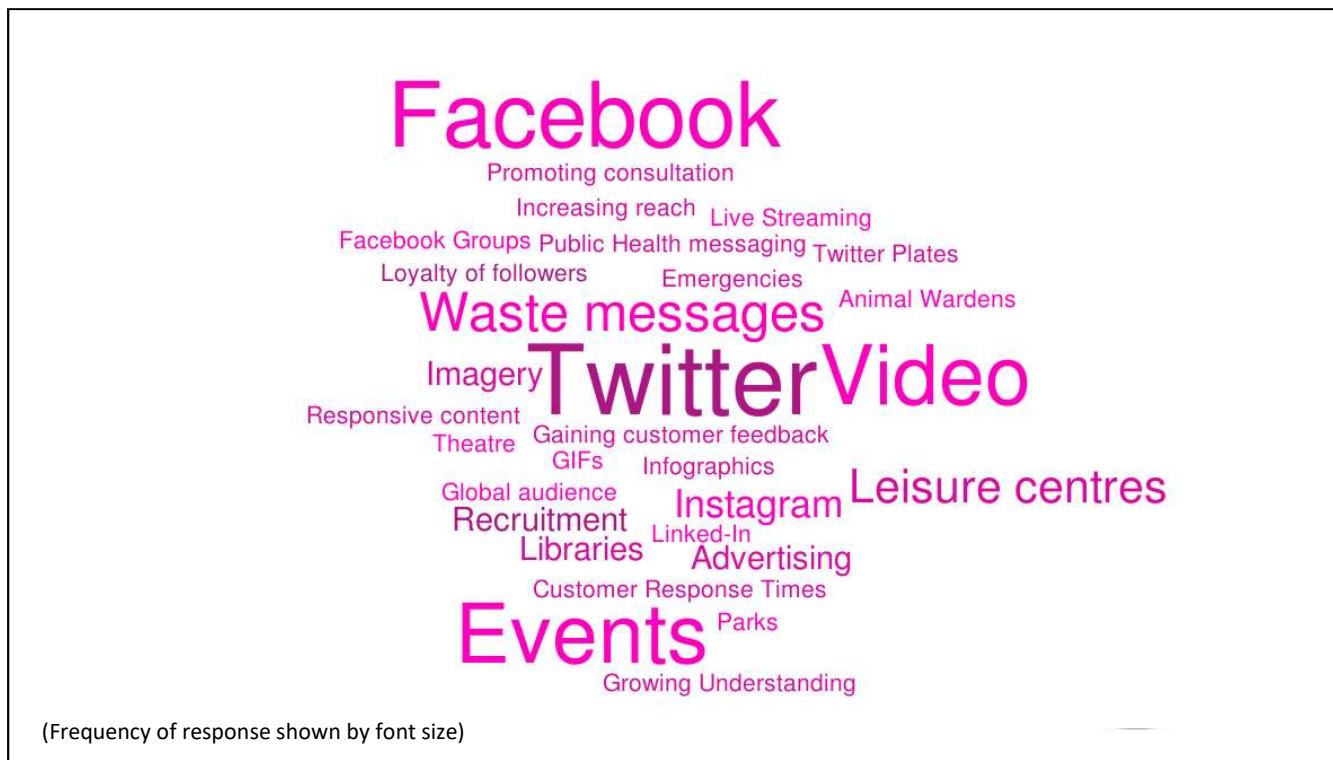 Facebook
Promoting consultation
Increasing reach
Live Streaming
Facebook Groups
Public Health messaging
Twitter Plates
Loyalty of followers
Emergencies
Animal Wardens
Waste messages
Imagery
Twitter
Video
Responsive content
Gaining customer feedback
Theatre
GIFs
Infographics
Leisure centres
Global audience
Instagram
Recruitment
Linked-In
Libraries
Advertising
Customer Response Times
Events
Parks
Growing Understanding
(Frequency of response shown by font size)